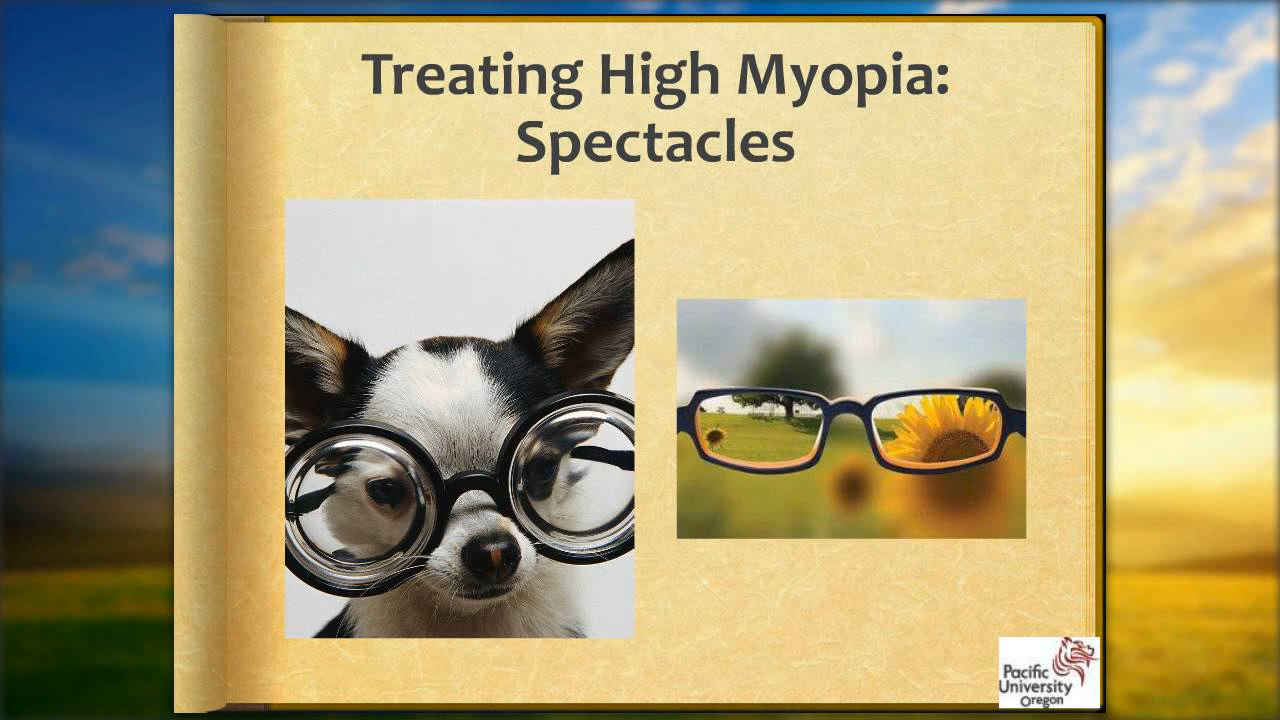 Treating High Myopia:
Spectacles
Pacific
University
Oregon